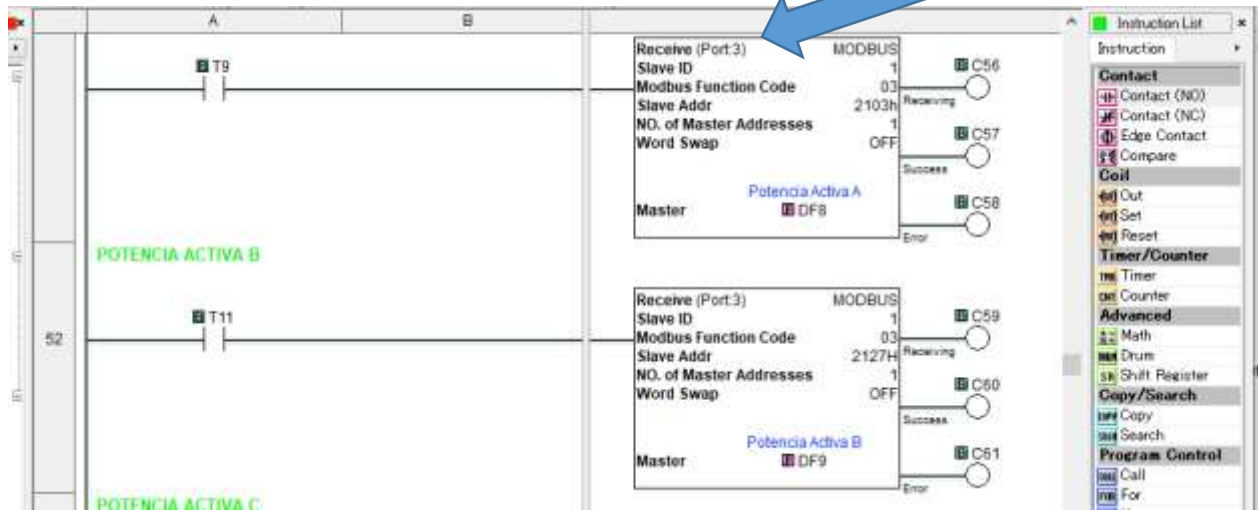 A B
Instruction List
Instruction
Receive (Port:3) MODBUS
Slave ID 1
Modbus Function Code 03
Slave Addr 2103h
NO. of Master Addresses 1
Word Swap OFF
Potencia Activa A
Master DF8
T9
C56
Receiving
C57
Success
C58
Error
POTENCIA ACTIVA B
52
T11
Receive (Port:3) MODBUS
Slave ID 1
Modbus Function Code 03
Slave Addr 2127H
NO. of Master Addresses 1
Word Swap OFF
Potencia Activa B
Master DF9
C59
Receiving
C60
Success
C61
Error
POTENCIA ACTIVA C
Contact
Contact (NO)
Contact (NC)
Edge Contact
Compare
Coil
Out
Set
Reset
Timer/Counter
Timer
Counter
Advanced
Math
Drum
Shift Register
Copy/Search
Copy
Search
Program Control
Call
For